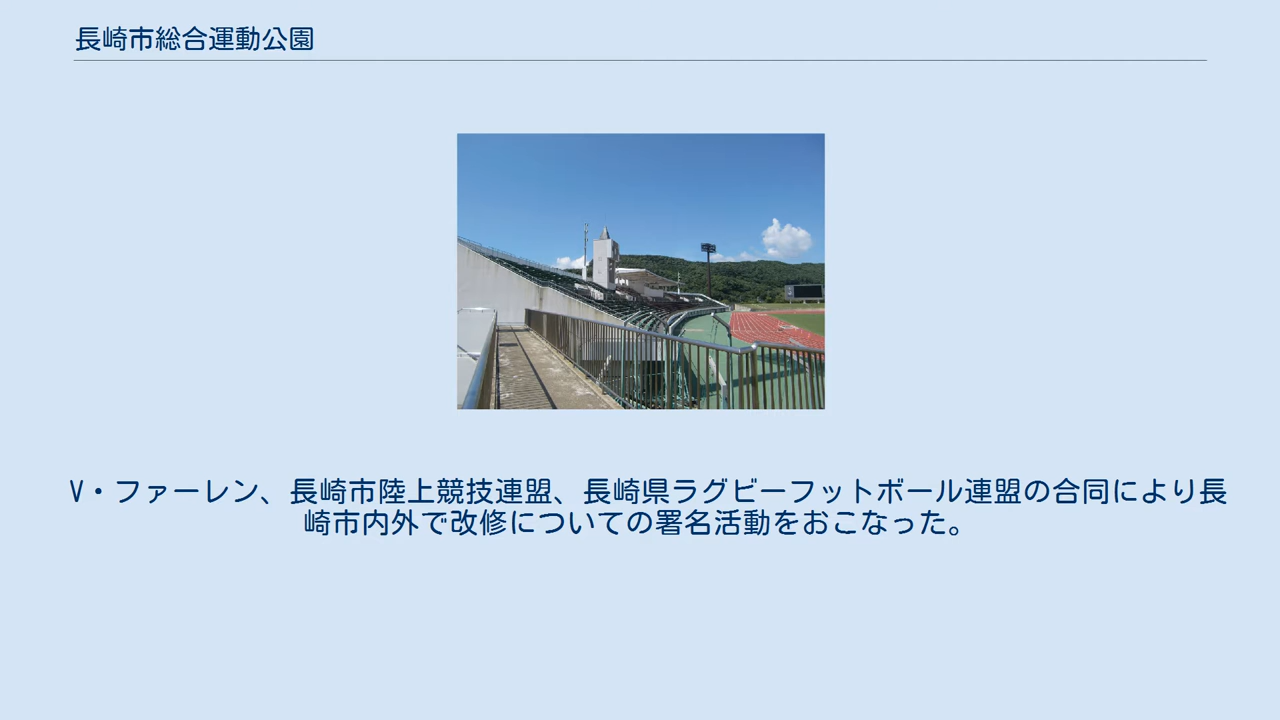 長崎市総合運動公園
V・ファーレン、長崎市陸上競技連盟、長崎県ラグビーフットボール連盟の合同により長
崎市内外で改修についての署名活動をおこなった。